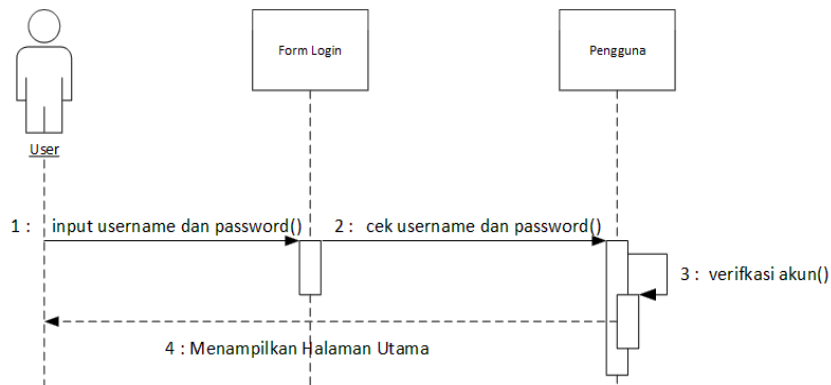 Form Login
Pengguna
User
1 : input username dan password()
2 : cek username dan password()
3 : verifkasi akun()
4 : Menampilkan Halaman Utama